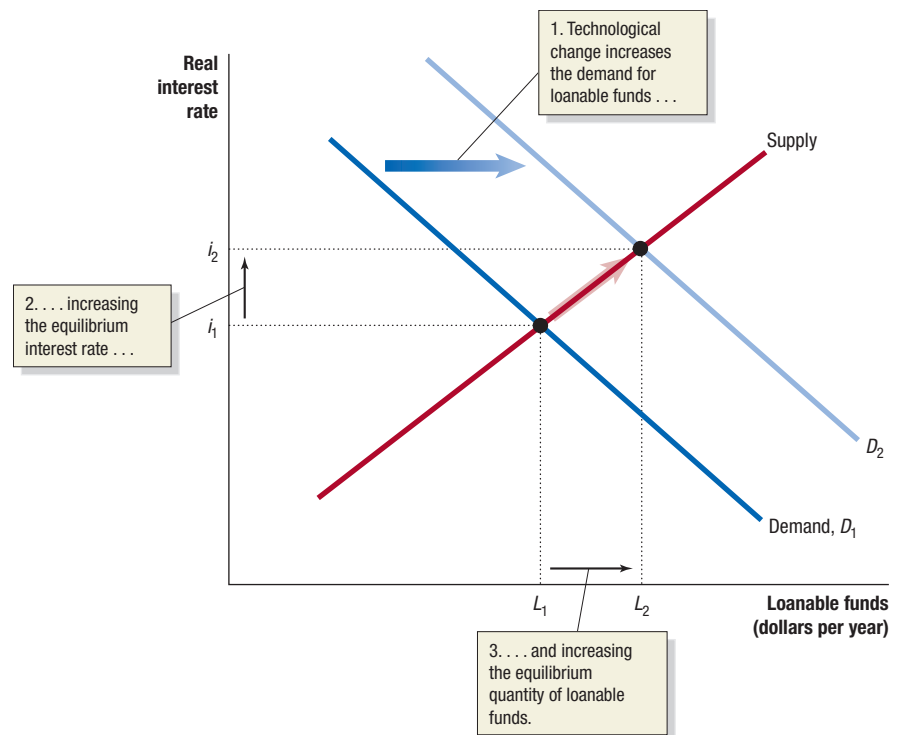 1. Technological
change increases
the demand for
loanable funds . . .
Real
interest
rate
Supply
i2
2. . . . increasing
the equilibrium
interest rate . . .
i1
D2
Demand, D1
L1
L2
Loanable funds
(dollars per year)
3. . . . and increasing
the equilibrium
quantity of loanable
funds.